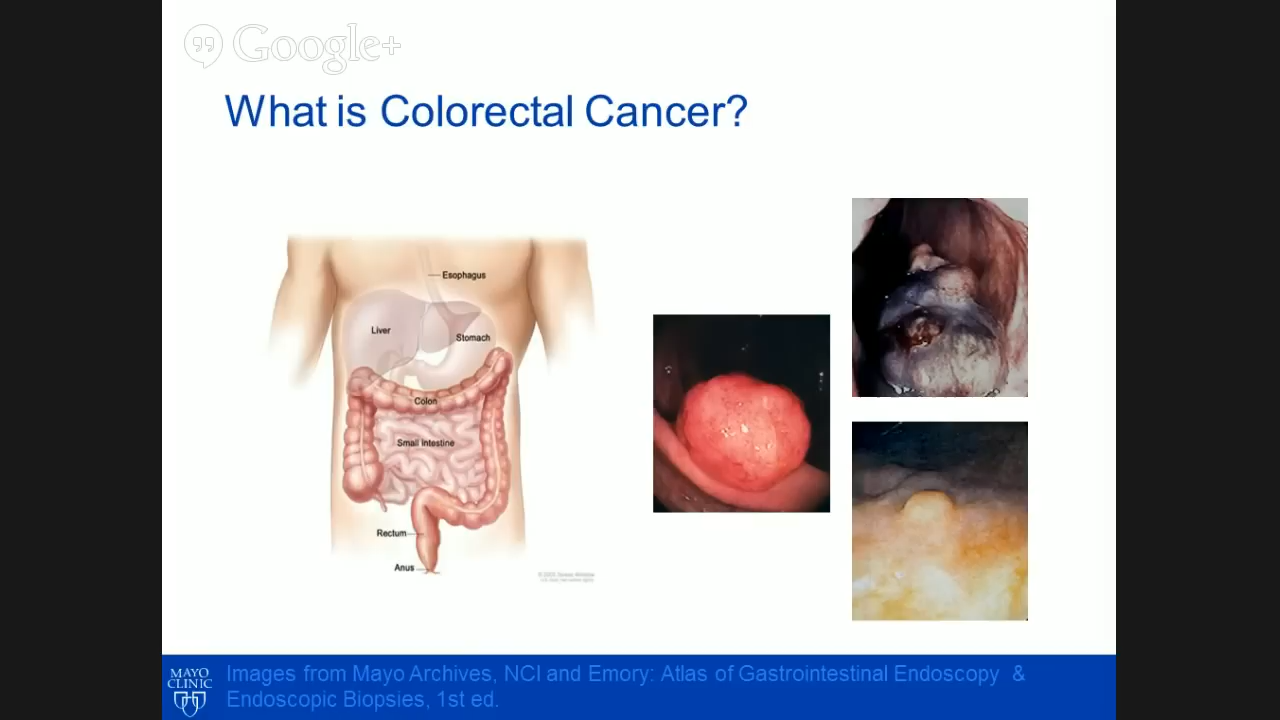 Google+
What is Colorectal Cancer?
Esophagus
Liver
Stomach
Colon
Small Intestine
Rectum
Anus
MAYO
CLINIC
Images from Mayo Archives, NCI and Emory: Atlas of Gastrointestinal Endoscopy &
Endoscopic Biopsies, 1st ed.